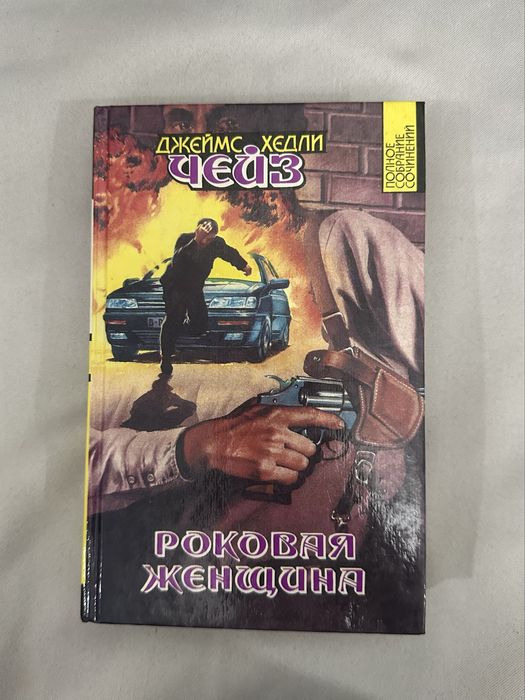 ДЖЕЙМС ХЕДЛИ
ЧЕЙЗ
ПОЛНОЕ
СОБРАНИЕ
СОЧИНЕНИЙ
РОКОВАЯ
ЖЕНЩИНА